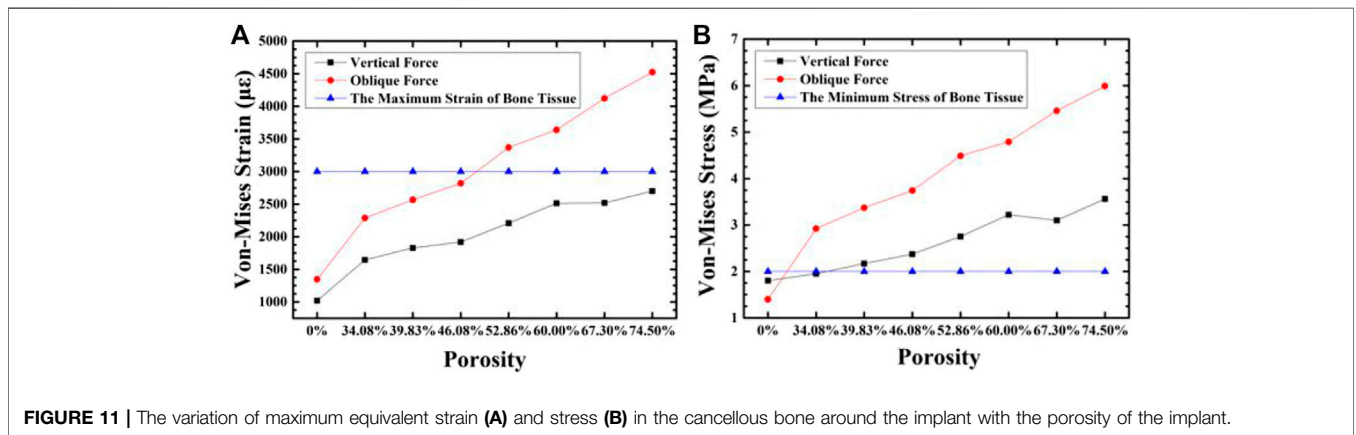 A
Von-Mises Strain (με)
5000
4500
4000
3500
3000
2500
2000
1500
1000
Vertical Force
Oblique Force
The Maximum Strain of Bone Tissue
0% 34.08% 39.83% 46.08% 52.86% 60.00% 67.30% 74.50%
Porosity
B
Von-Mises Stress (MPa)
7
6
5
4
3
2
1
Vertical Force
Oblique Force
The Minimum Stress of Bone Tissue
0% 34.08% 39.83% 46.08% 52.86% 60.00% 67.30% 74.50%
Porosity
FIGURE 11 | The variation of maximum equivalent strain (A) and stress (B) in the cancellous bone around the implant with the porosity of the implant.